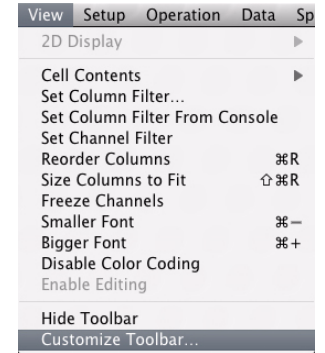 View Setup Operation Data Sp
2D Display
Cell Contents
Set Column Filter...
Set Column Filter From Console
Set Channel Filter
Reorder Columns ⌘R
Size Columns to Fit ⇧⌘R
Freeze Channels
Smaller Font ⌘−
Bigger Font ⌘+
Disable Color Coding
Enable Editing
Hide Toolbar
Customize Toolbar...